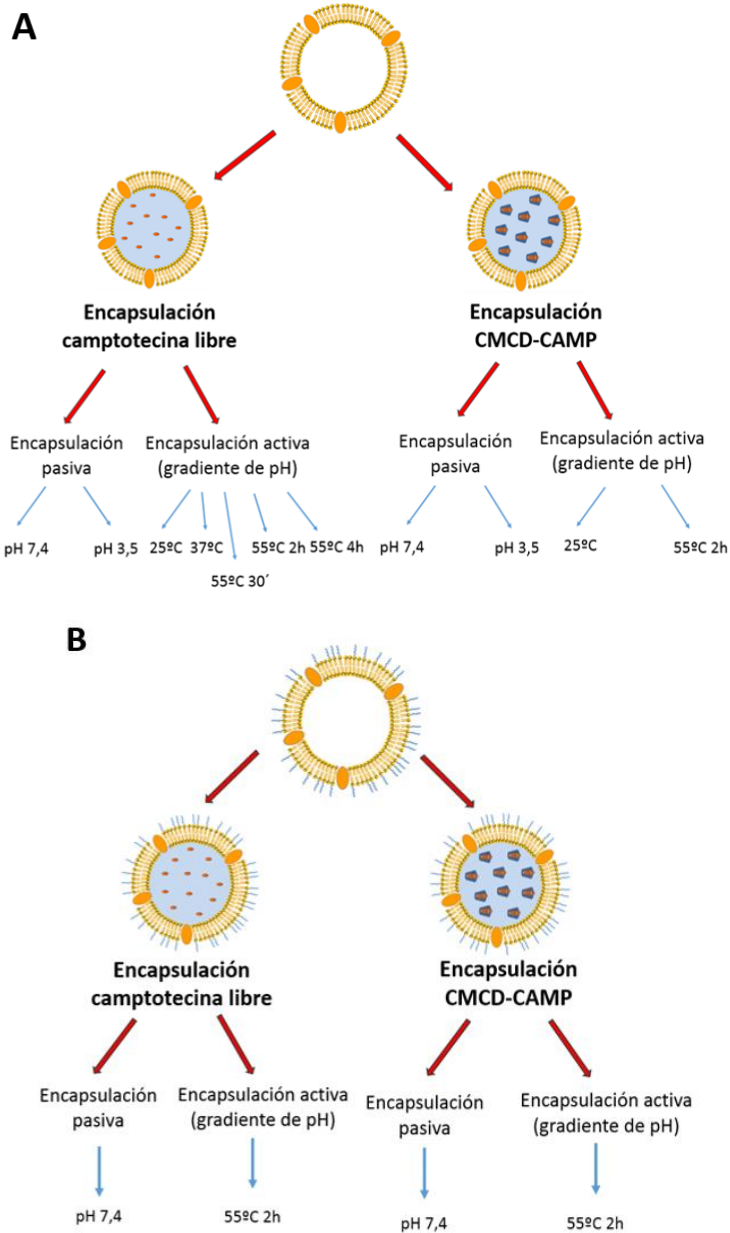 A
Encapsulación
camptotecina libre
Encapsulación
CMCD-CAMP
Encapsulación
pasiva
Encapsulación activa
(gradiente de pH)
Encapsulación
pasiva
Encapsulación activa
(gradiente de pH)
pH 7,4
pH 3,5
25ºC
37ºC
55ºC 30´
55ºC 2h
55ºC 4h
pH 7,4
pH 3,5
25ºC
55ºC 2h
B
Encapsulación
camptotecina libre
Encapsulación
CMCD-CAMP
Encapsulación
pasiva
Encapsulación activa
(gradiente de pH)
Encapsulación
pasiva
Encapsulación activa
(gradiente de pH)
pH 7,4
55ºC 2h
pH 7,4
55ºC 2h